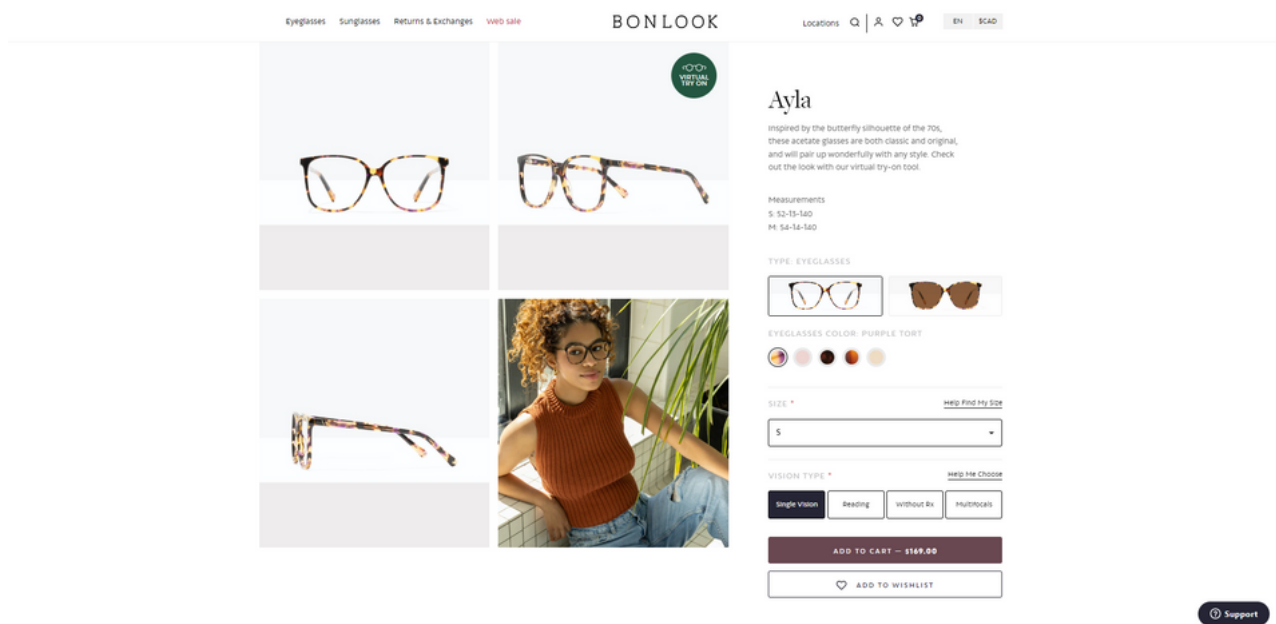 Eyeglasses Sunglasses Returns & Exchanges Web sale
BONLOOK
Locations
0
EN $CAD
VIRTUAL
TRY ON
Ayla
Inspired by the butterfly silhouette of the 70s,
these acetate glasses are both classic and original,
and will pair up wonderfully with any style. Check
out the look with our virtual try-on tool.
Measurements
S: 52-13-140
M: 54-14-140
TYPE: EYEGLASSES
EYEGLASSES COLOR: PURPLE TORT
SIZE * Help Find My Size
S
VISION TYPE * Help Me Choose
Single Vision Reading Without Rx Multifocals
ADD TO CART — $169.00
ADD TO WISHLIST
Support